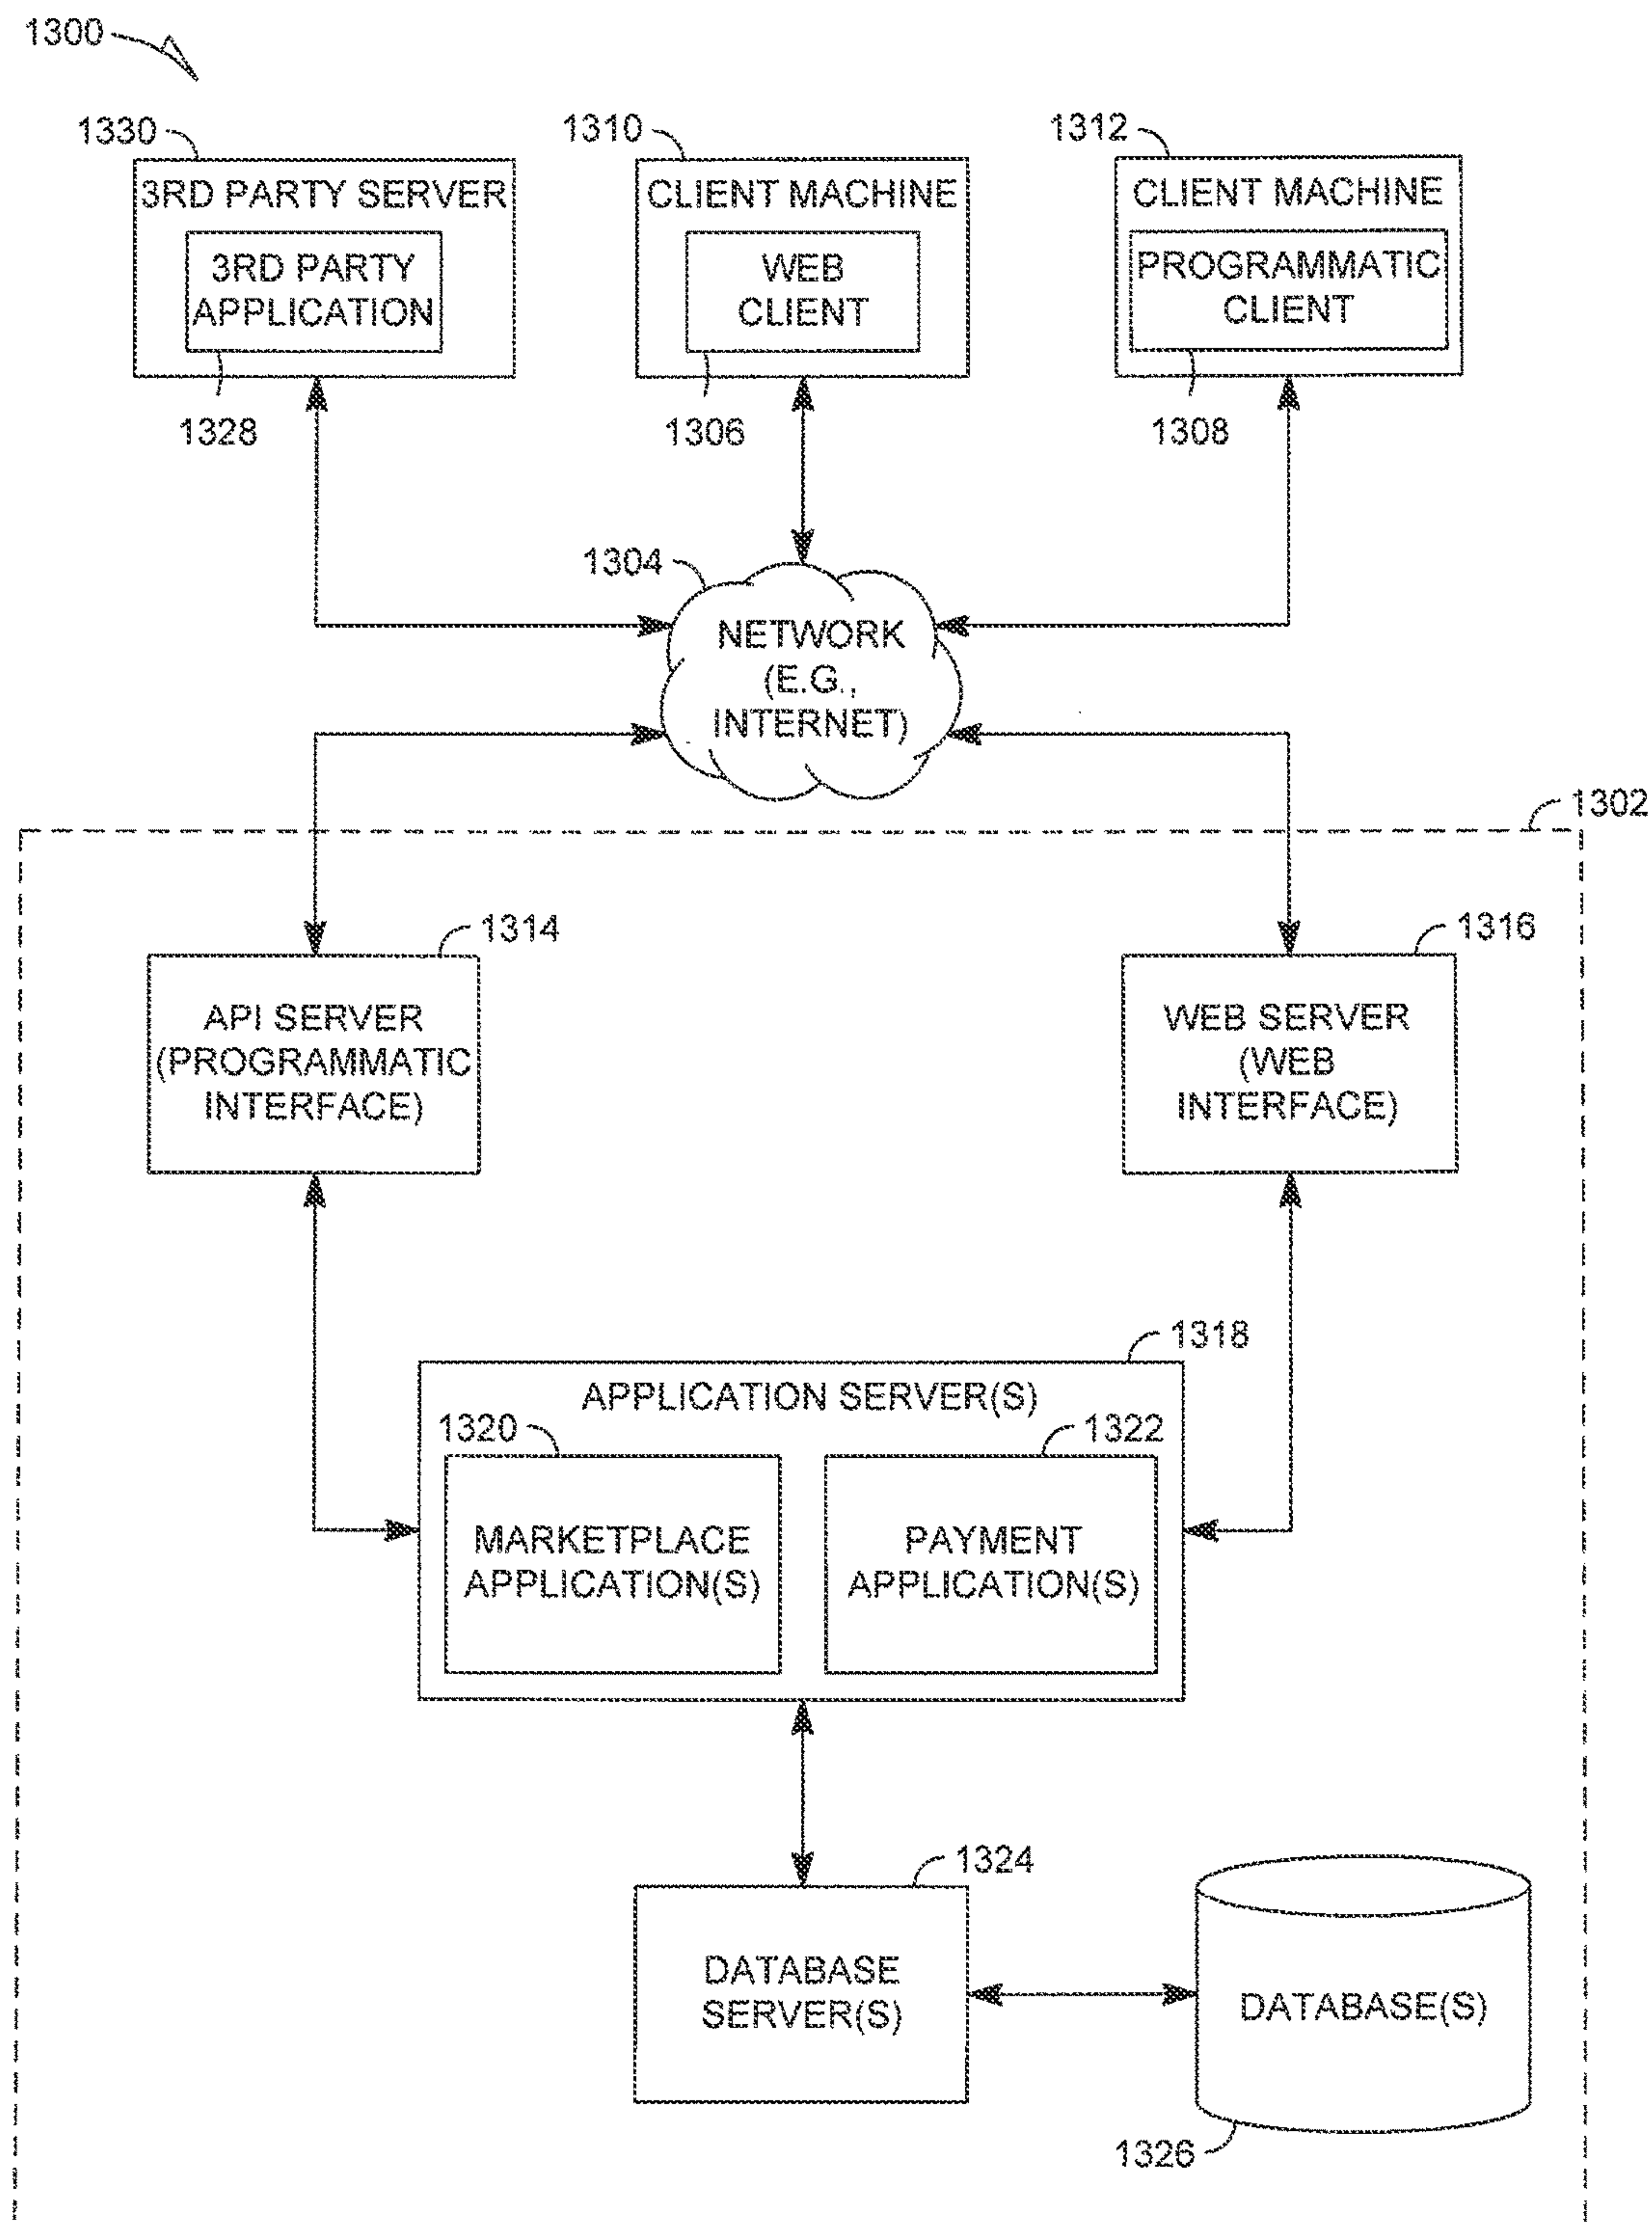 1300
1330
1310
1312
3RD PARTY SERVER
3RD PARTY
APPLICATION
1328
CLIENT MACHINE
WEB
CLIENT
1306
CLIENT MACHINE
PROGRAMMATIC
CLIENT
1308
1304
NETWORK
(E.G.,
INTERNET)
1302
1314
API SERVER
(PROGRAMMATIC
INTERFACE)
1316
WEB SERVER
(WEB
INTERFACE)
1318
APPLICATION SERVER(S)
1320
MARKETPLACE
APPLICATION(S)
1322
PAYMENT
APPLICATION(S)
1324
DATABASE
SERVER(S)
DATABASE(S)
1326